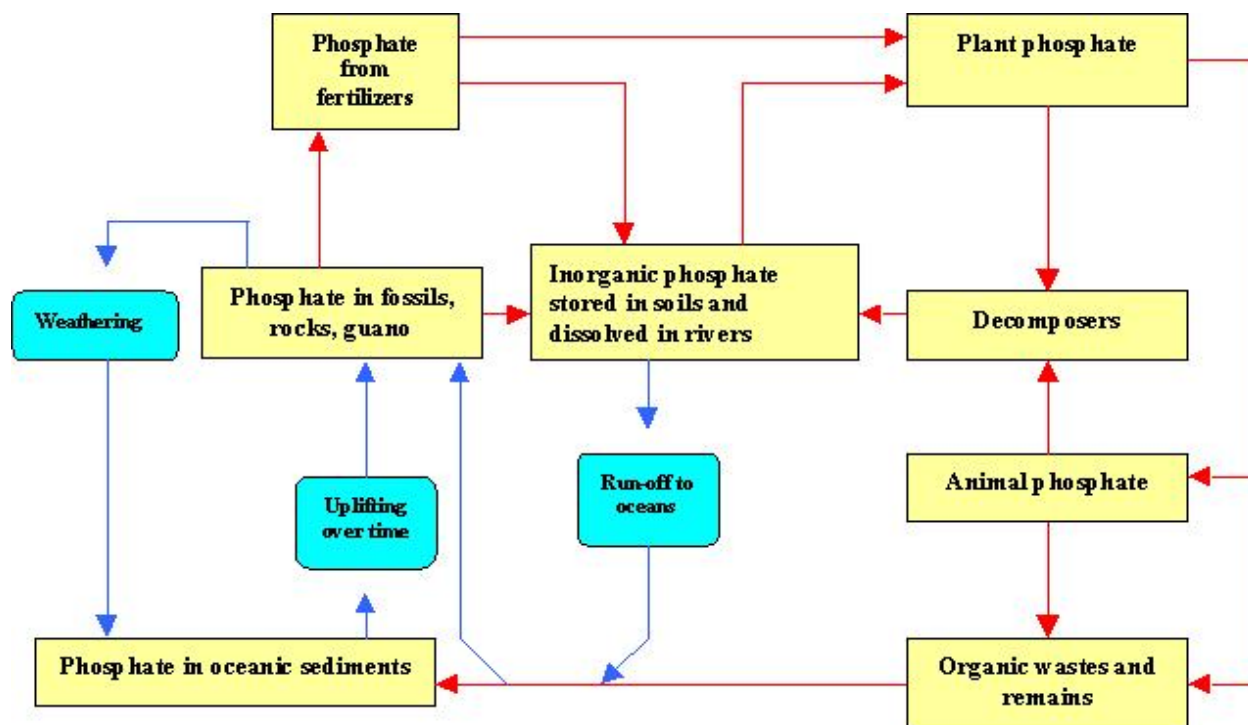 Phosphate
from
fertilizers
Plant phosphate
Weathering
Phosphate in fossils,
rocks, guano
Inorganic phosphate
stored in soils and
dissolved in rivers
Decomposers
Uplifting
over time
Run-off to
oceans
Animal phosphate
Phosphate in oceanic sediments
Organic wastes and
remains